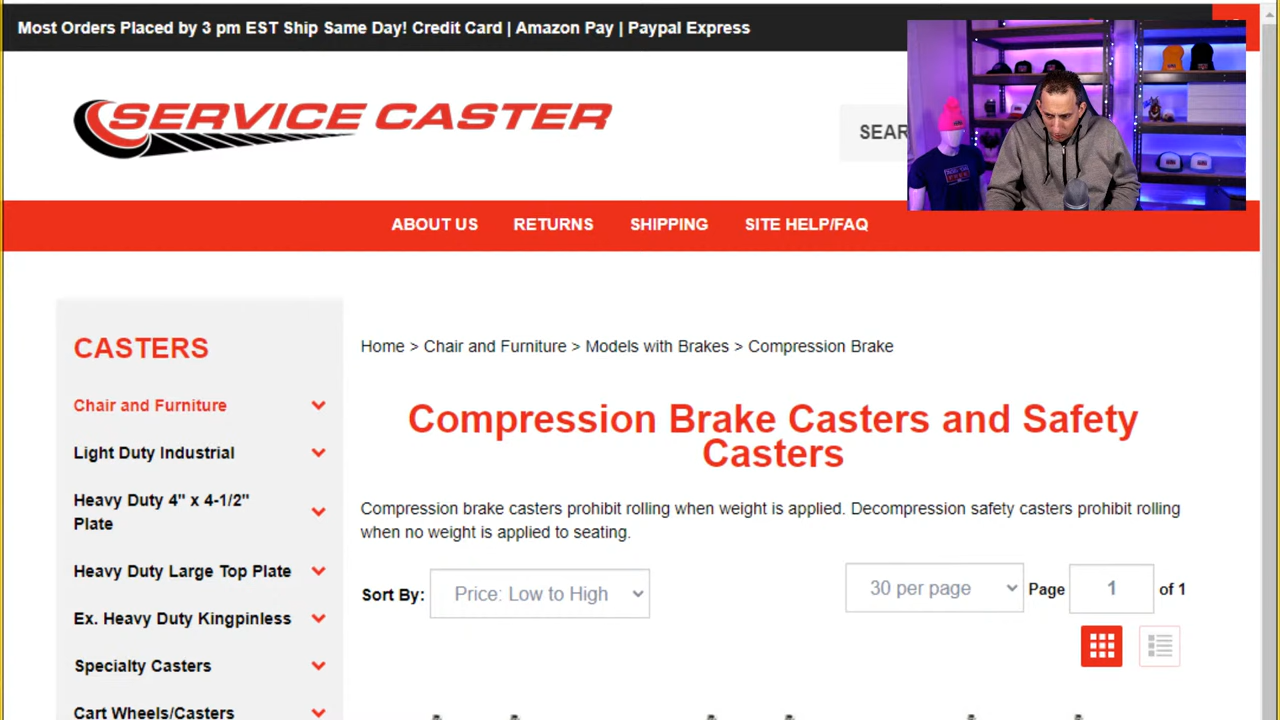 Most Orders Placed by 3 pm EST Ship Same Day! Credit Card | Amazon Pay | Paypal Express
SERVICE CASTER
SEAR
ABOUT US RETURNS SHIPPING SITE HELP/FAQ
CASTERS
Chair and Furniture
Light Duty Industrial
Heavy Duty 4" x 4-1/2"
Plate
Heavy Duty Large Top Plate
Ex. Heavy Duty Kingpinless
Specialty Casters
Cart Wheels/Casters
Home > Chair and Furniture > Models with Brakes > Compression Brake
Compression Brake Casters and Safety
Casters
Compression brake casters prohibit rolling when weight is applied. Decompression safety casters prohibit rolling
when no weight is applied to seating.
Sort By: Price: Low to High 30 per page Page 1 of 1